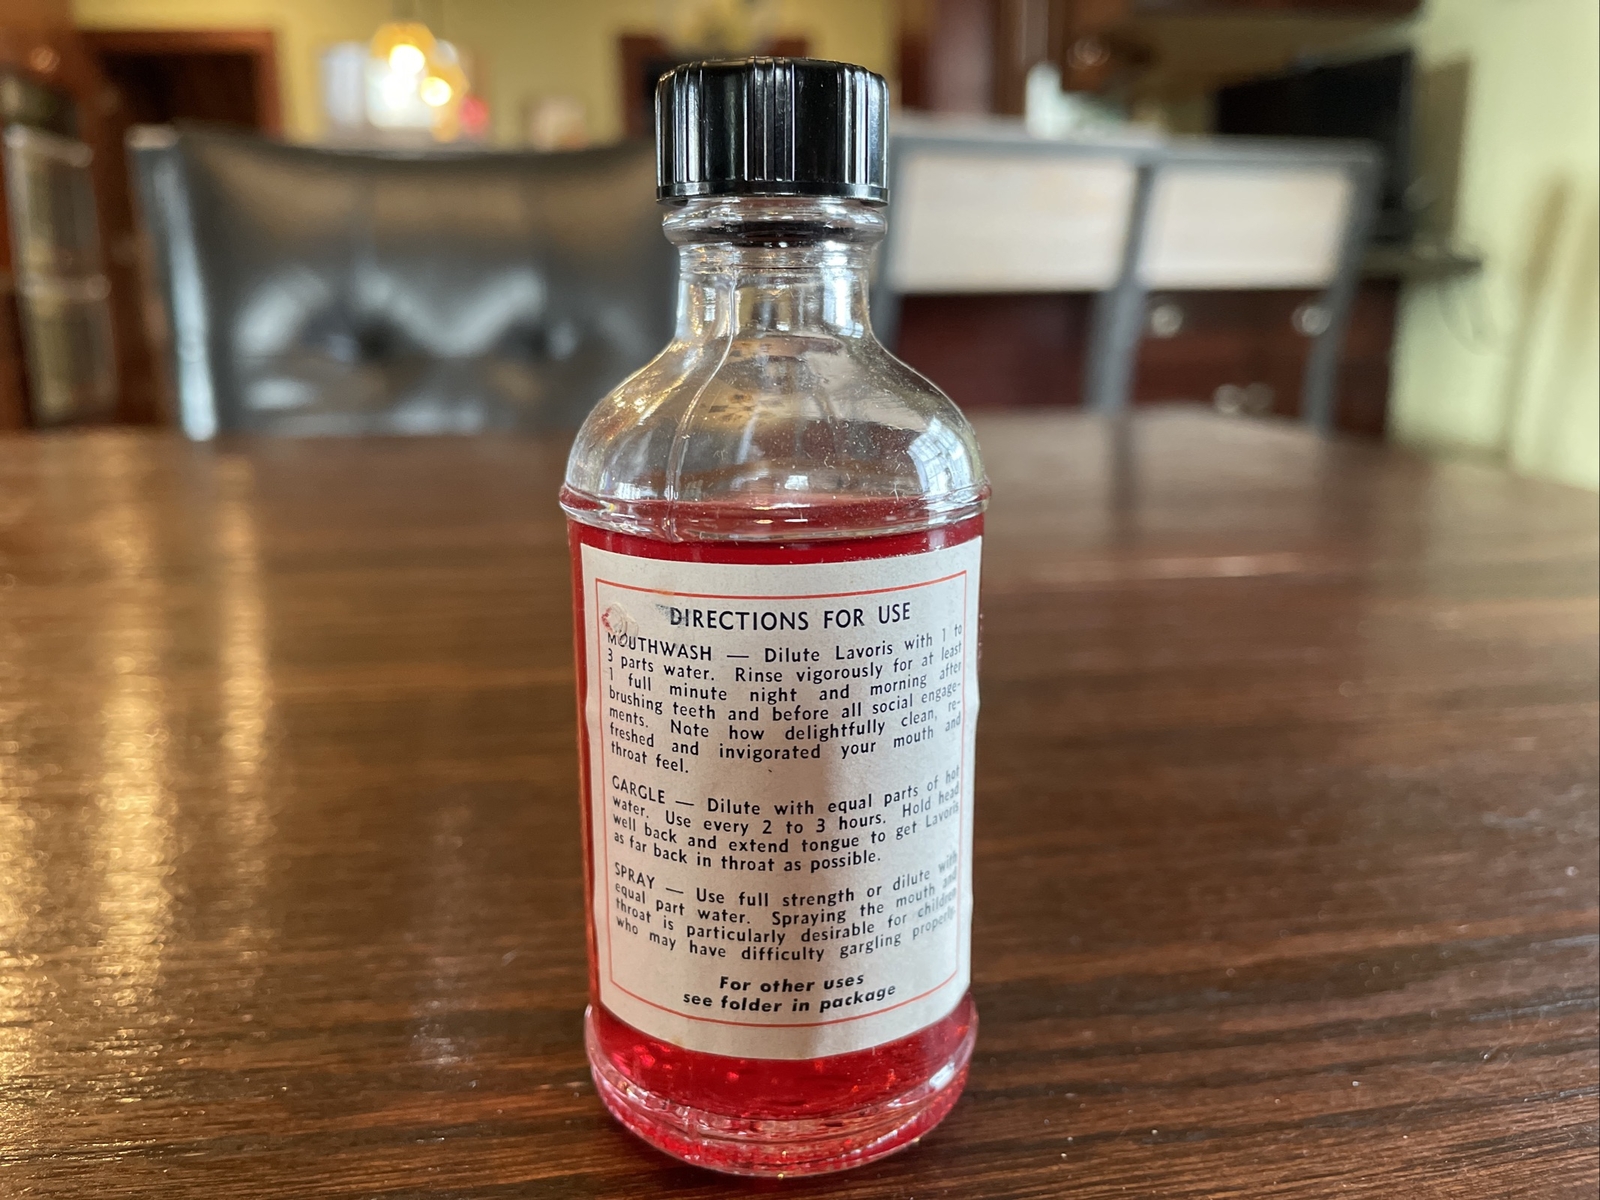 DIRECTIONS FOR USE
MOUTHWASH — Dilute Lavoris with 1 to
3 parts water. Rinse vigorously for at least
1 full minute night and morning after
brushing teeth and before all social engage-
ments. Note how delightfully clean, re-
freshed and invigorated your mouth and
throat feel.
GARGLE — Dilute with equal parts of hot
water. Use every 2 to 3 hours. Hold head
well back and extend tongue to get Lavoris
as far back in throat as possible.
SPRAY — Use full strength or dilute with
equal part water. Spraying the mouth and
throat is particularly desirable for children
who may have difficulty gargling properly.
For other uses
see folder in package